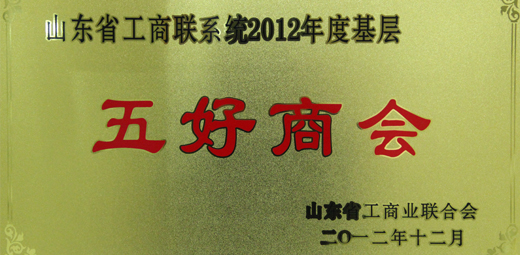 山东省工商联系统2012年度基层
五好商会
山东省工商业联合会
二〇一二年十二月